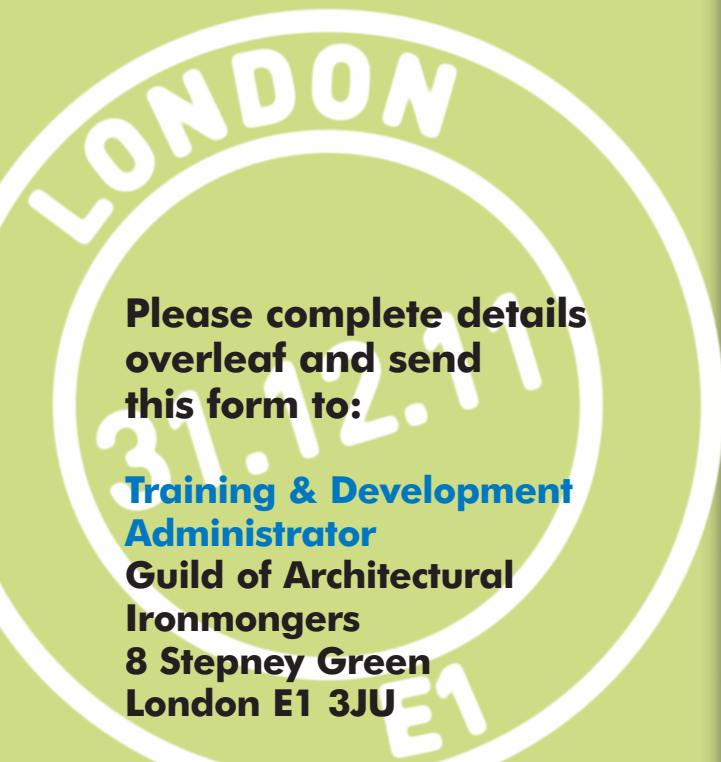 LONDON
31.12.11
E1
Please complete details
overleaf and send
this form to:
Training & Development
Administrator
Guild of Architectural
Ironmongers
8 Stepney Green
London E1 3JU